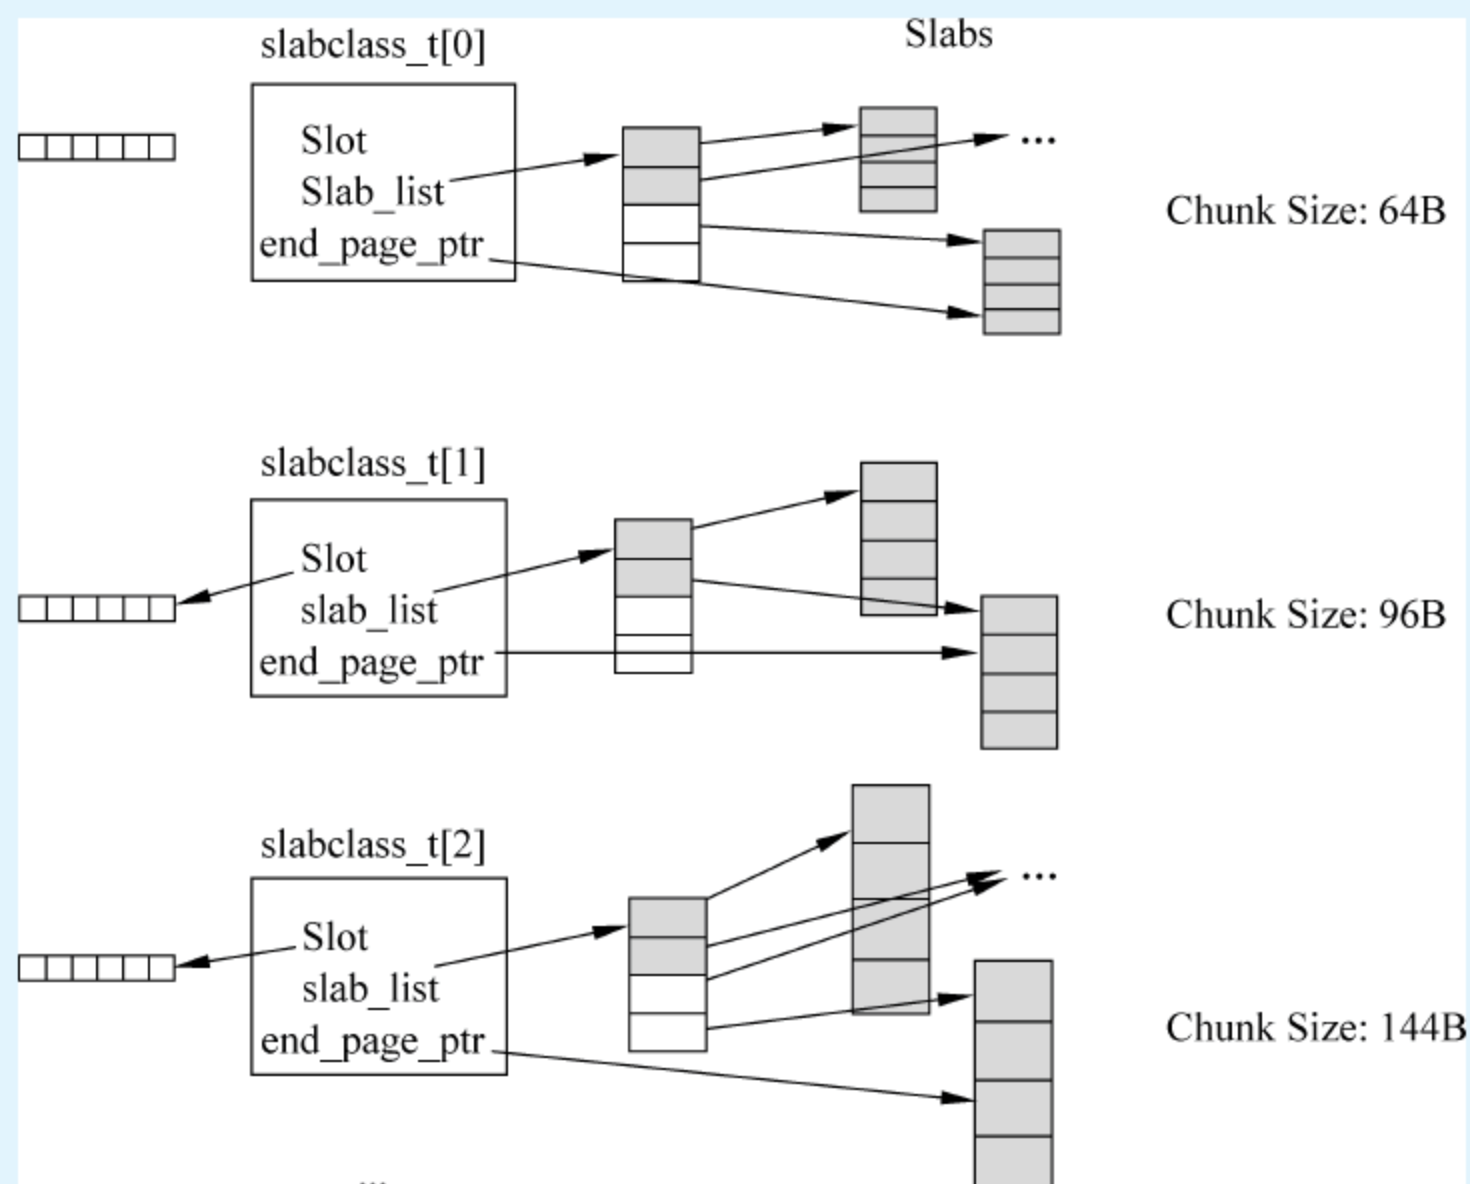 slabclass_t[0]
Slabs
Slot
Slab_list
end_page_ptr
...
Chunk Size: 64B
slabclass_t[1]
Slot
slab_list
end_page_ptr
Chunk Size: 96B
slabclass_t[2]
Slot
slab_list
end_page_ptr
...
Chunk Size: 144B
...